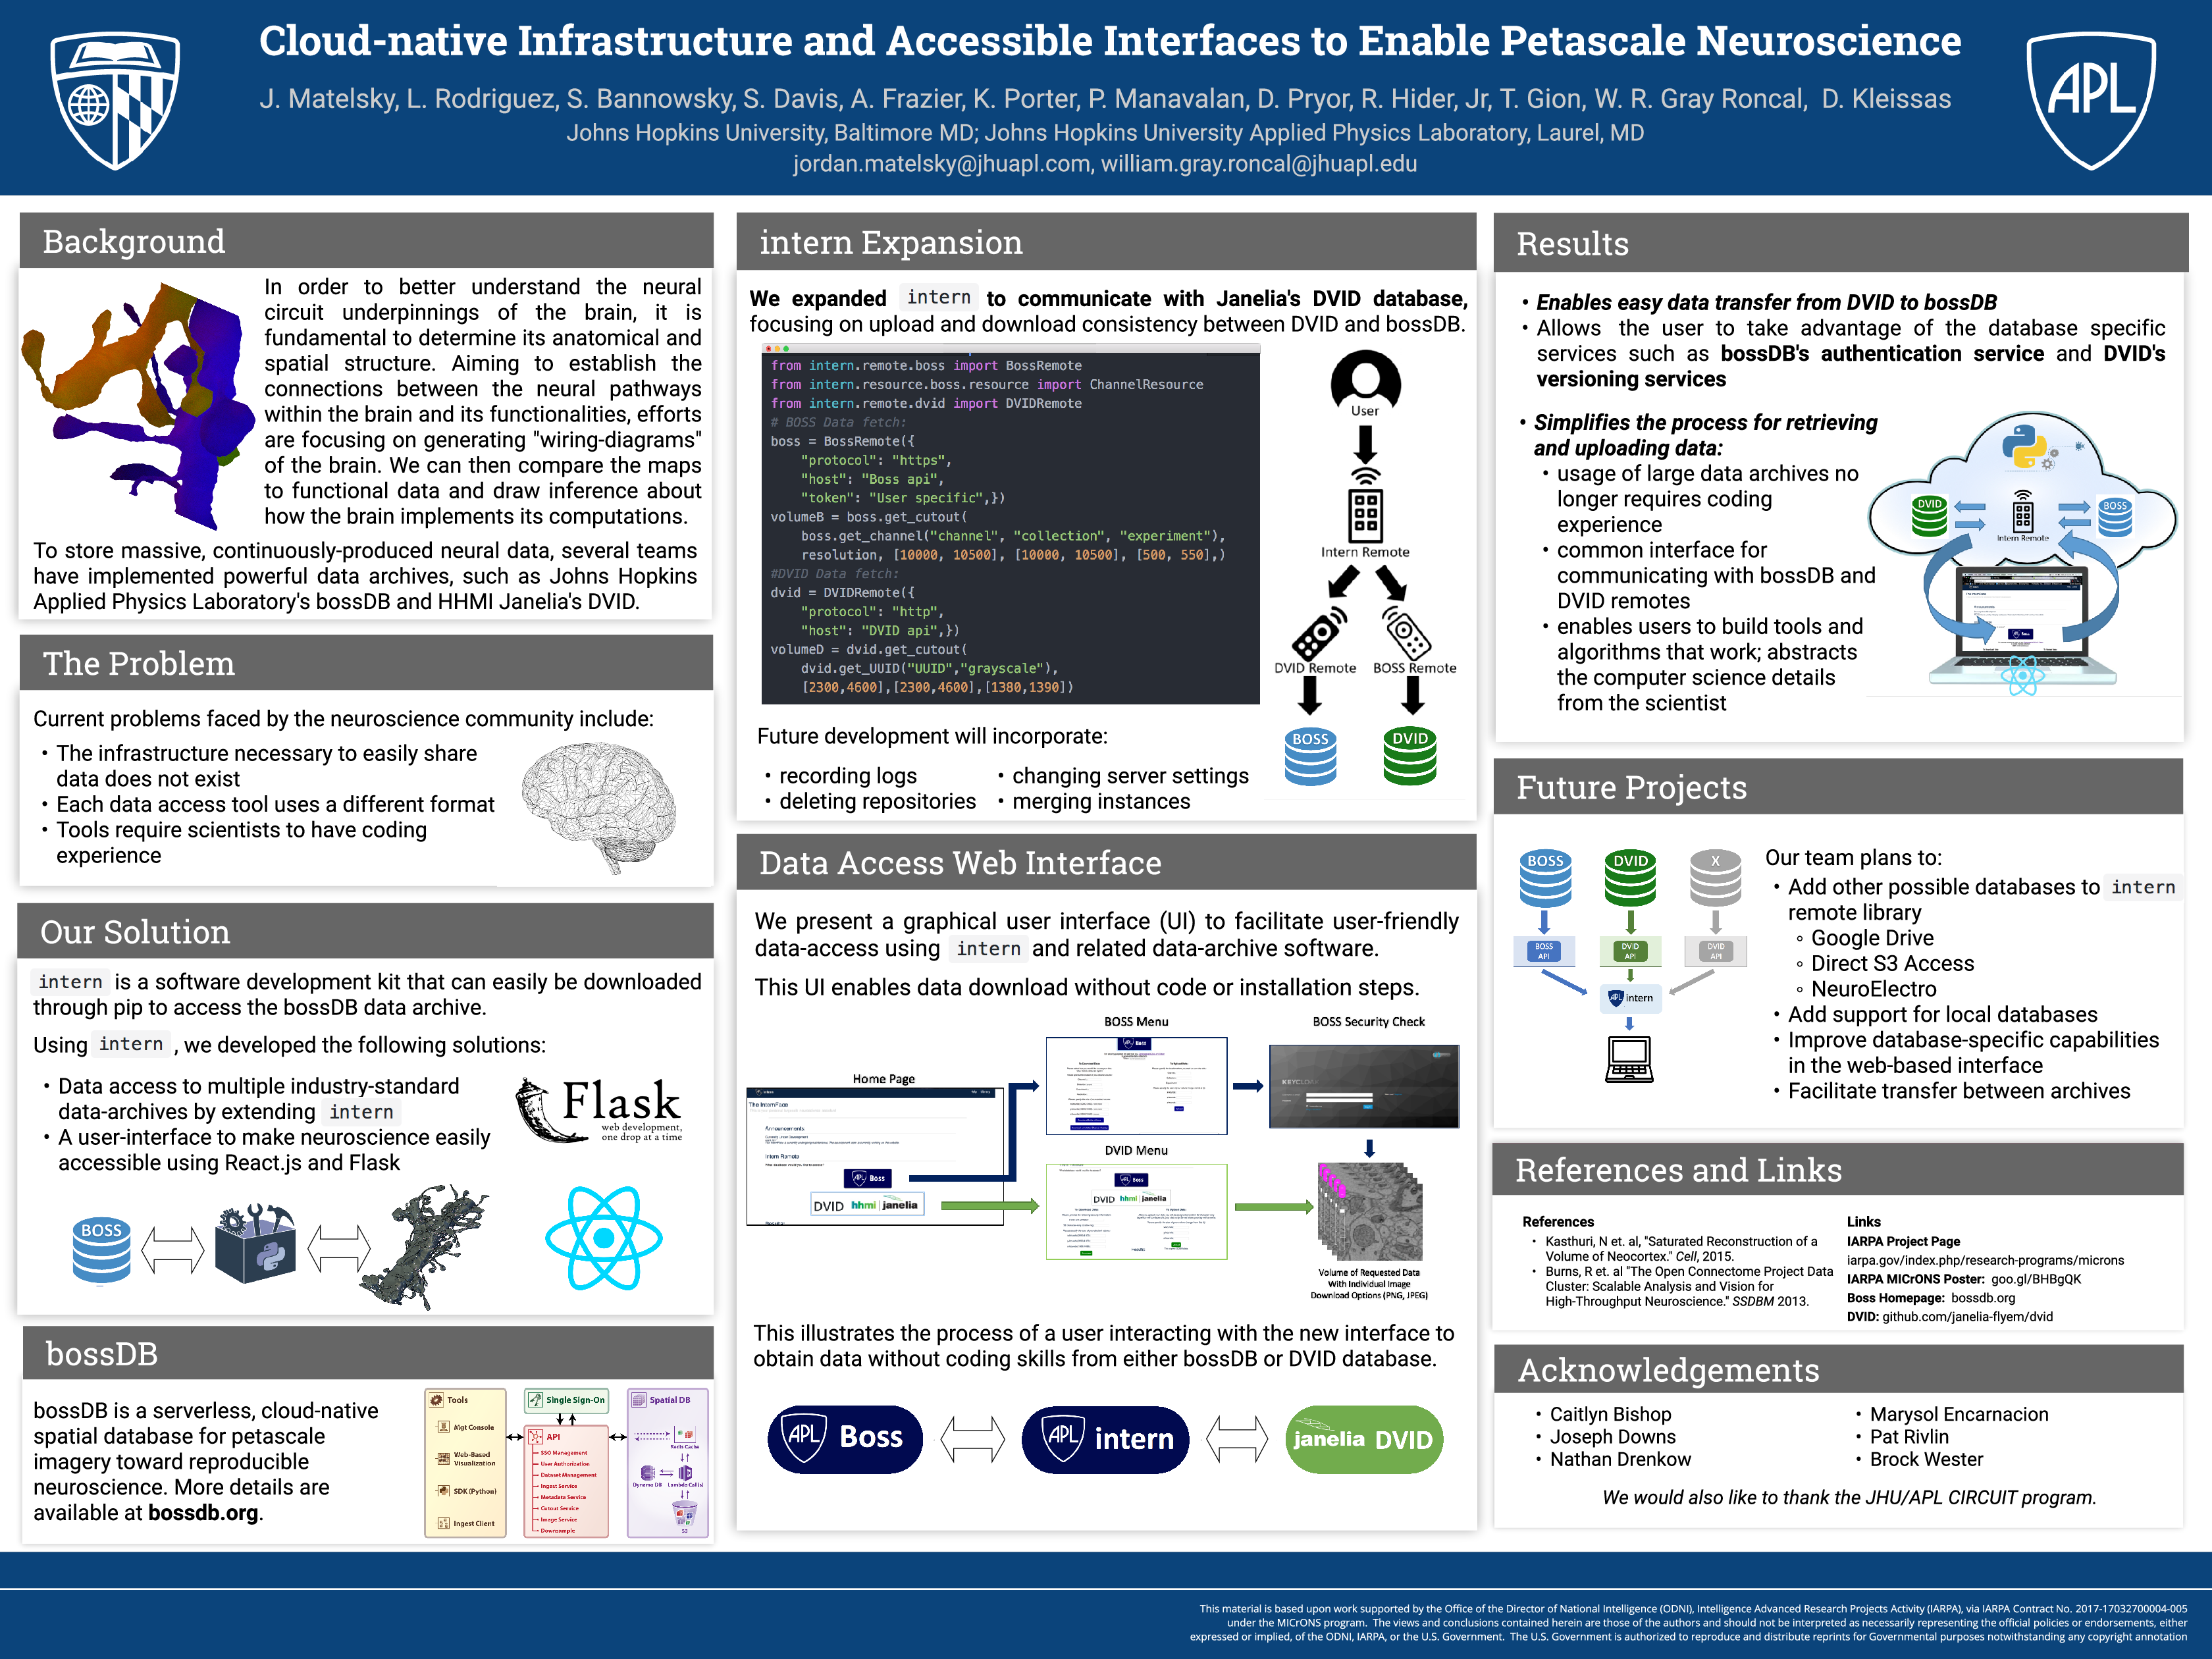 Cloud-native Infrastructure and Accessible Interfaces to Enable Petascale Neuroscience
J. Matelsky, L. Rodriguez, S. Bannowsky, S. Davis, A. Frazier, K. Porter, P. Manavalan, D. Pryor, R. Hider, Jr, T. Gion, W. R. Gray Roncal, D. Kleissas
Johns Hopkins University, Baltimore MD; Johns Hopkins University Applied Physics Laboratory, Laurel, MD
jordan.matelsky@jhuapl.com, william.gray.roncal@jhuapl.edu
APL
Background
In order to better understand the neural
circuit underpinnings of the brain, it is
fundamental to determine its anatomical and
spatial structure. Aiming to establish the
connections between the neural pathways
within the brain and its functionalities, efforts
are focusing on generating "wiring-diagrams"
of the brain. We can then compare the maps
to functional data and draw inference about
how the brain implements its computations.
To store massive, continuously-produced neural data, several teams
have implemented powerful data archives, such as Johns Hopkins
Applied Physics Laboratory's bossDB and HHMI Janelia's DVID.
The Problem
Current problems faced by the neuroscience community include:
• The infrastructure necessary to easily share
data does not exist
• Each data access tool uses a different format
• Tools require scientists to have coding
experience
Our Solution
intern is a software development kit that can easily be downloaded
through pip to access the bossDB data archive.
Using intern , we developed the following solutions:
• Data access to multiple industry-standard
data-archives by extending intern
• A user-interface to make neuroscience easily
accessible using React.js and Flask
Flask
web development,
one drop at a time
BOSS
bossDB
bossDB is a serverless, cloud-native
spatial database for petascale
imagery toward reproducible
neuroscience. More details are
available at bossdb.org.
Tools
Mgt Console
Web-Based
Visualization
SDK (Python)
Ingest Client
Single Sign-On
API
SSO Management
User Authorization
Dataset Management
Ingest Service
Metadata Service
Cutout Service
Image Service
Downsample
Spatial DB
Redis Cache
Dynamo DB
Lambda Call(s)
S3
intern Expansion
We expanded intern to communicate with Janelia's DVID database,
focusing on upload and download consistency between DVID and bossDB.
from intern.remote.boss import BossRemote
from intern.resource.boss.resource import ChannelResource
from intern.remote.dvid import DVIDRemote
# BOSS Data fetch:
boss = BossRemote({
"protocol": "https",
"host": "Boss api",
"token": "User specific",})
volumeB = boss.get_cutout(
boss.get_channel("channel", "collection", "experiment"),
resolution, [10000, 10500], [10000, 10500], [500, 550],)
#DVID Data fetch:
dvid = DVIDRemote({
"protocol": "http",
"host": "DVID api",})
volumeD = dvid.get_cutout(
dvid.get_UUID("UUID","grayscale"),
[2300,4600],[2300,4600],[1380,1390])
User
Intern Remote
DVID Remote
BOSS Remote
BOSS
DVID
Future development will incorporate:
• recording logs
• deleting repositories
• changing server settings
• merging instances
Data Access Web Interface
We present a graphical user interface (UI) to facilitate user-friendly
data-access using intern and related data-archive software.
This UI enables data download without code or installation steps.
Home Page
The InternFace
Announcements
Intern Remote
APL Boss
DVID hhmi janelia
BOSS Menu
APL Boss
BOSS Security Check
KEYCLOAK
DVID Menu
APL Boss
DVID hhmi janelia
Volume of Requested Data
With Individual Image
Download Options (PNG, JPEG)
This illustrates the process of a user interacting with the new interface to
obtain data without coding skills from either bossDB or DVID database.
APL Boss
APL intern
janelia DVID
Results
• Enables easy data transfer from DVID to bossDB
• Allows the user to take advantage of the database specific
services such as bossDB's authentication service and DVID's
versioning services
• Simplifies the process for retrieving
and uploading data:
• usage of large data archives no
longer requires coding
experience
• common interface for
communicating with bossDB and
DVID remotes
• enables users to build tools and
algorithms that work; abstracts
the computer science details
from the scientist
DVID
Intern Remote
BOSS
Future Projects
BOSS
DVID
X
BOSS
API
DVID
API
DVID
API
APL intern
Our team plans to:
• Add other possible databases to intern
remote library
◦ Google Drive
◦ Direct S3 Access
◦ NeuroElectro
• Add support for local databases
• Improve database-specific capabilities
in the web-based interface
• Facilitate transfer between archives
References and Links
References
• Kasthuri, N et. al, "Saturated Reconstruction of a
Volume of Neocortex." Cell, 2015.
• Burns, R et. al "The Open Connectome Project Data
Cluster: Scalable Analysis and Vision for
High-Throughput Neuroscience." SSDBM 2013.
Links
IARPA Project Page
iarpa.gov/index.php/research-programs/microns
IARPA MICrONS Poster: goo.gl/BHBgQK
Boss Homepage: bossdb.org
DVID: github.com/janelia-flyem/dvid
Acknowledgements
• Caitlyn Bishop
• Joseph Downs
• Nathan Drenkow
• Marysol Encarnacion
• Pat Rivlin
• Brock Wester
We would also like to thank the JHU/APL CIRCUIT program.
This material is based upon work supported by the Office of the Director of National Intelligence (ODNI), Intelligence Advanced Research Projects Activity (IARPA), via IARPA Contract No. 2017-17032700004-005
under the MICrONS program. The views and conclusions contained herein are those of the authors and should not be interpreted as necessarily representing the official policies or endorsements, either
expressed or implied, of the ODNI, IARPA, or the U.S. Government. The U.S. Government is authorized to reproduce and distribute reprints for Governmental purposes notwithstanding any copyright annotation